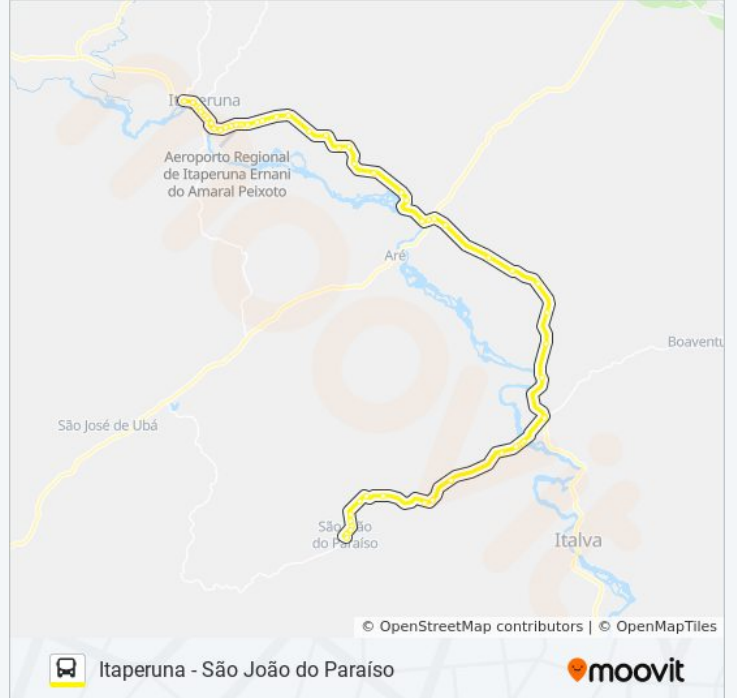 Itaperuna
Aeroporto Regional
de Itaperuna Ernani
do Amaral Peixoto
Aré
Boaventu
São José de Ubá
São João
do Paraíso
Italva
© OpenStreetMap contributors | © OpenMapTiles
Itaperuna - São João do Paraíso
moovit